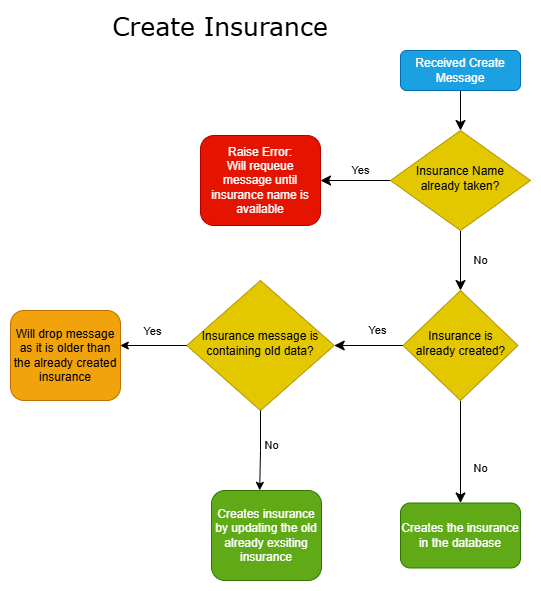 Create Insurance
Received Create
Message
Insurance Name
already taken?
Yes
Raise Error:
Will requeue
message until
insurance name is
available
No
Insurance is
already created?
Yes
Insurance message is
containing old data?
Yes
Will drop message
as it is older than
the already created
insurance
No
Creates insurance
by updating the old
already exsiting
insurance
No
Creates the insurance
in the database